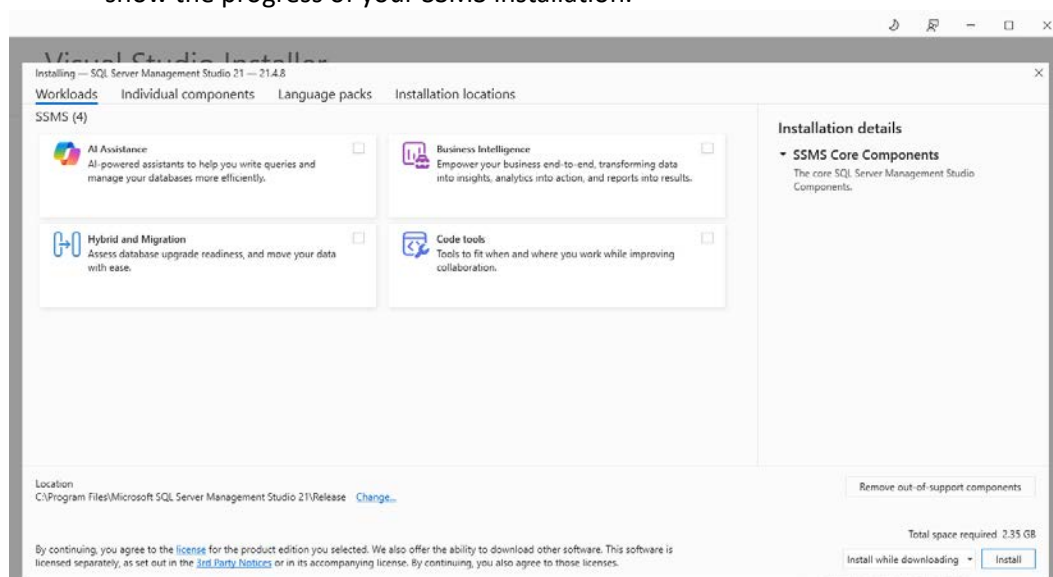 show the progress of your SSMS installation.
Visual Studio Installer
Installing — SQL Server Management Studio 21 — 21.4.8
Workloads Individual components Language packs Installation locations
SSMS (4)
AI Assistance
AI-powered assistants to help you write queries and
manage your databases more efficiently.
Business Intelligence
Empower your business end-to-end, transforming data
into insights, analytics into action, and reports into results.
Hybrid and Migration
Assess database upgrade readiness, and move your data
with ease.
Code tools
Tools to fit when and where you work while improving
collaboration.
Installation details
SSMS Core Components
The core SQL Server Management Studio
Components.
Location
C:\Program Files\Microsoft SQL Server Management Studio 21\Release Change...
Remove out-of-support components
Total space required 2.35 GB
By continuing, you agree to the license for the product edition you selected. We also offer the ability to download other software. This software is
licensed separately, as set out in the 3rd Party Notices or in its accompanying license. By continuing, you also agree to those licenses.
Install while downloading Install